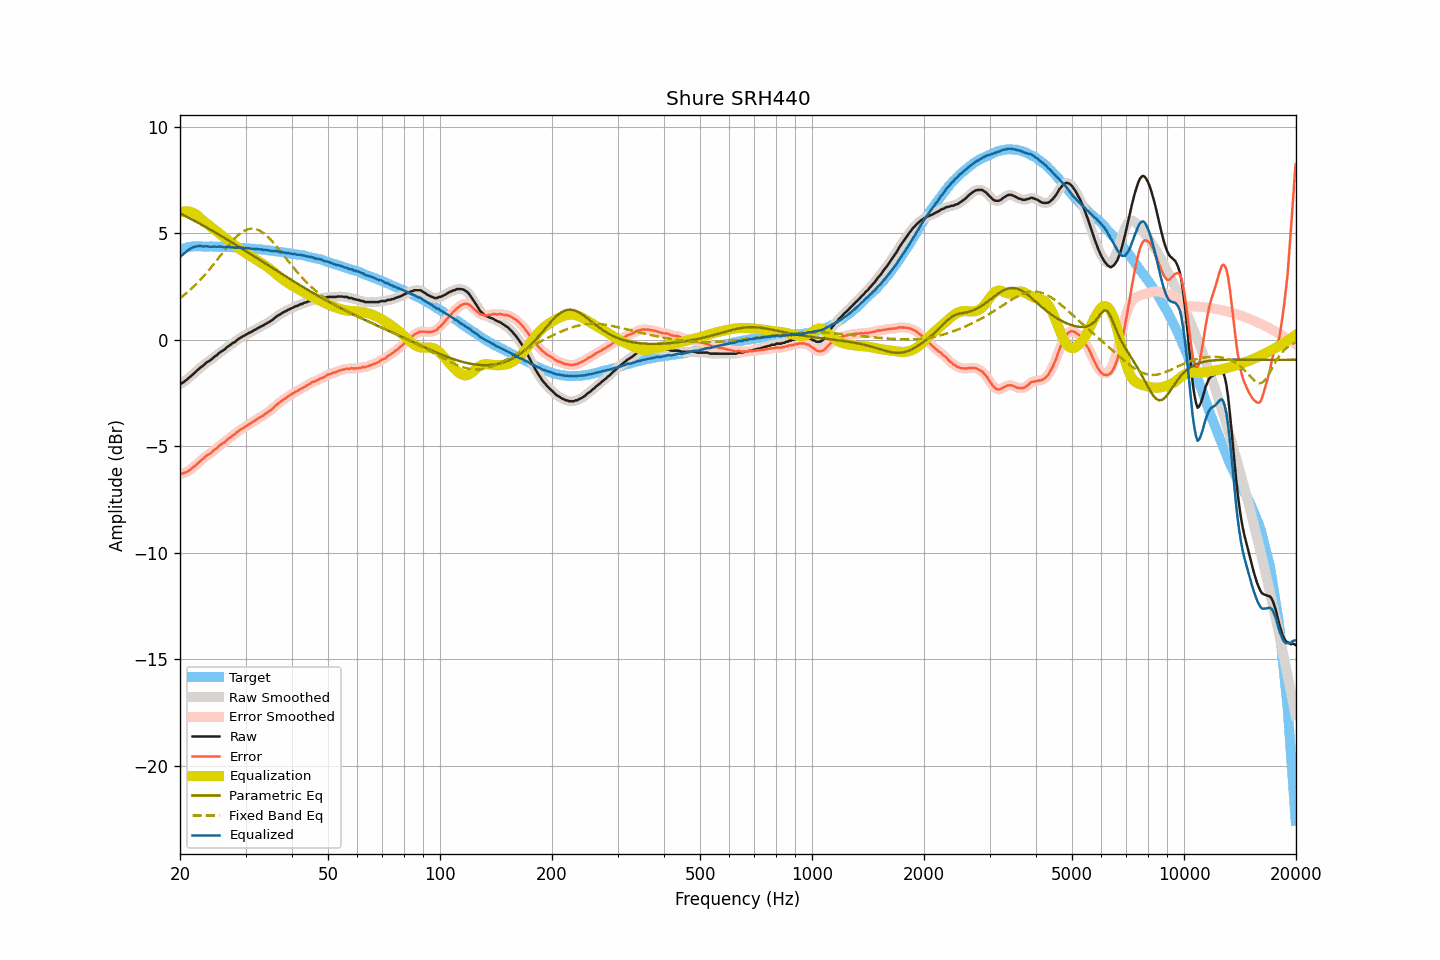 Shure SRH440
10
5
0
−5
−10
−15
−20
Amplitude (dBr)
Target
Raw Smoothed
Error Smoothed
Raw
Error
Equalization
Parametric Eq
Fixed Band Eq
Equalized
20 50 100 200 500 1000 2000 5000 10000 20000
Frequency (Hz)